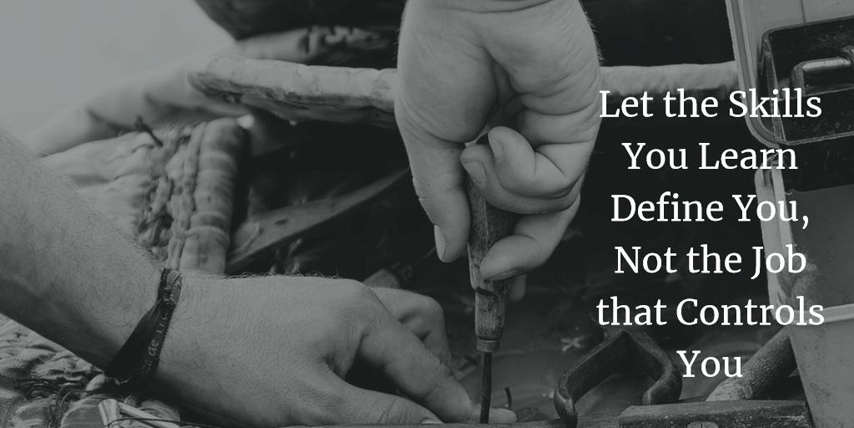 Let the Skills
You Learn
Define You,
Not the Job
that Controls
You